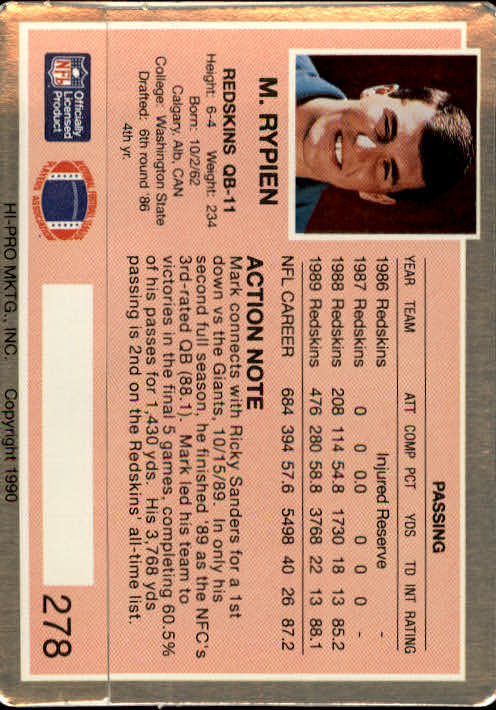 M. RYPIEN
REDSKINS QB-11
Height: 6-4 Weight: 234
Born: 10/2/62
Calgary, Alb, CAN
College: Washington State
Drafted: 6th round '86
4th yr.
NFL
Officially
Licensed
Product
NATIONAL FOOTBALL LEAGUE
PLAYERS ASSOCIATION
PASSING
YEAR TEAM ATT COMP PCT YDS TD INT RATING
1986 Redskins Injured Reserve
1987 Redskins 0 0 0.0 0 0 0 -
1988 Redskins 208 114 54.8 1730 18 13 85.2
1989 Redskins 476 280 58.8 3768 22 13 88.1
NFL CAREER 684 394 57.6 5498 40 26 87.2
ACTION NOTE
Mark connects with Ricky Sanders for a 1st
down vs the Giants, 10/15/89. In only his
second full season, he finished '89 as the NFC's
3rd-rated QB (88.1). Mark led his team to
victories in the final 5 games, completing 60.5%
of his passes for 1,430 yds. His 3,768 yds
passing is 2nd on the Redskins' all-time list.
278
HI-PRO MKTG., INC. Copyright 1990